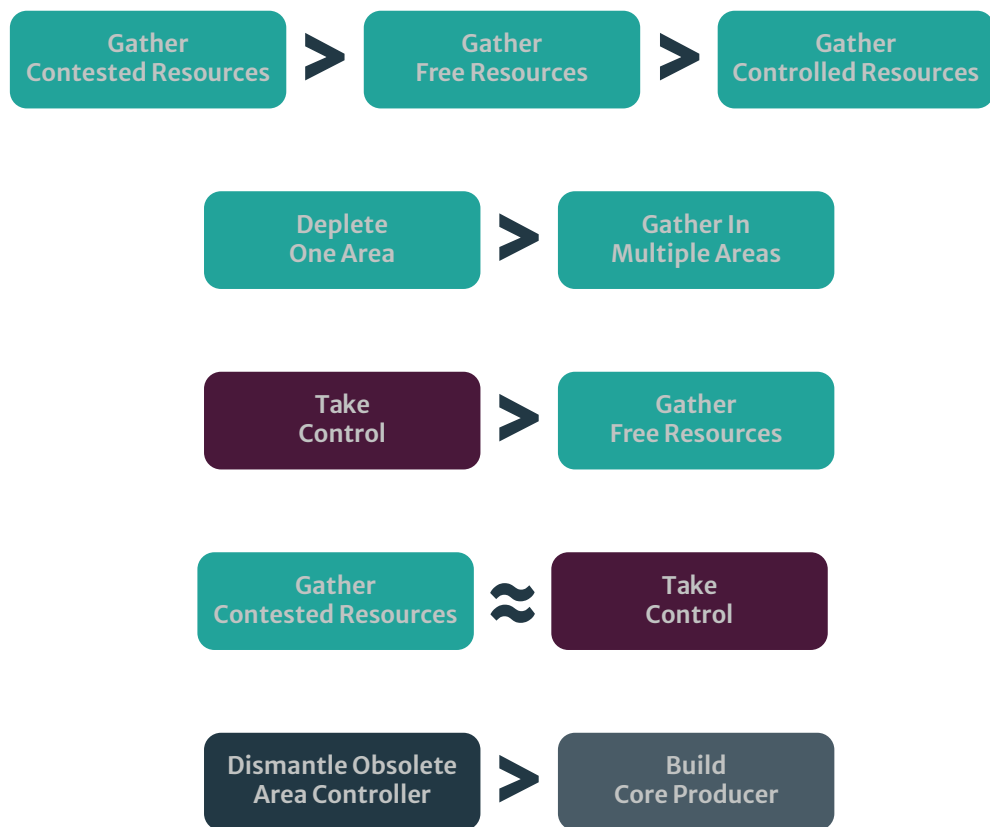 Gather > Gather > Gather
Contested Resources Free Resources Controlled Resources
Deplete > Gather In
One Area Multiple Areas
Take > Gather
Control Free Resources
Gather ≈ Take
Contested Resources Control
Dismantle Obsolete > Build
Area Controller Core Producer